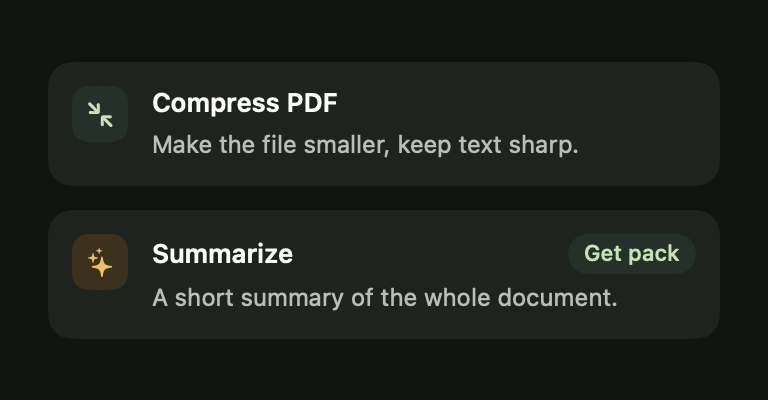 Compress PDF
Make the file smaller, keep text sharp.
Summarize
Get pack
A short summary of the whole document.